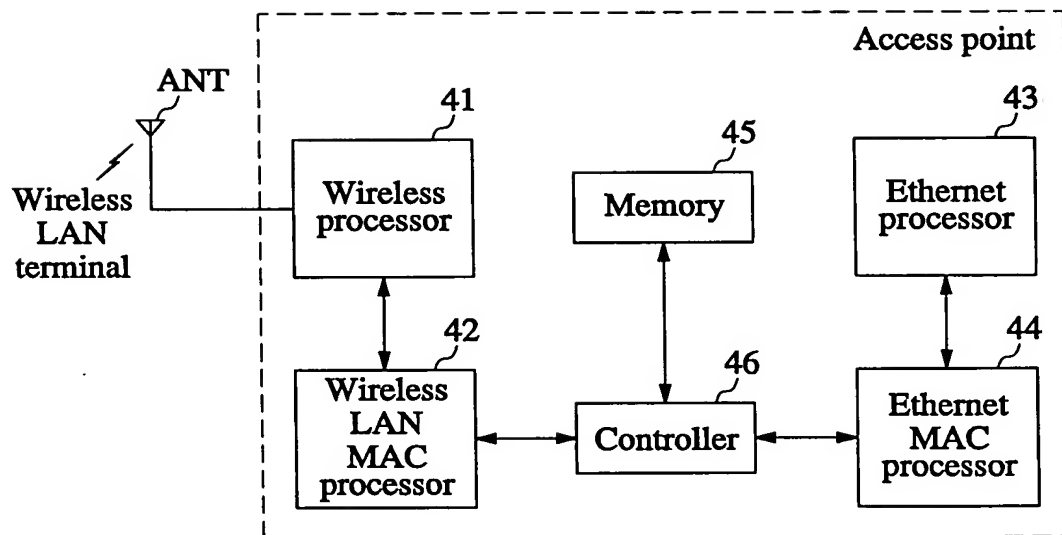 Access point
ANT
Wireless
LAN
terminal
41
Wireless
processor
45
Memory
43
Ethernet
processor
42
Wireless
LAN
MAC
processor
46
Controller
44
Ethernet
MAC
processor